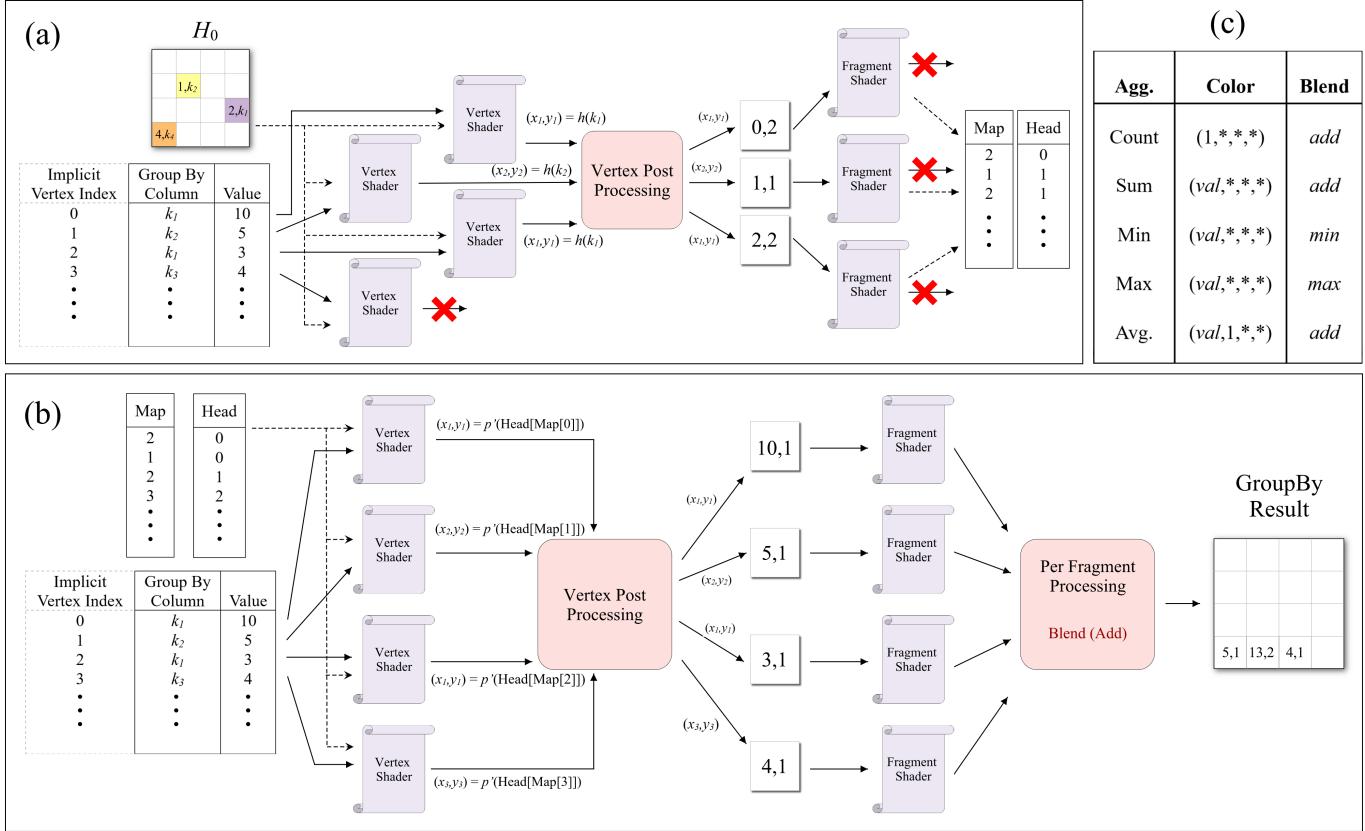 (a)
H0
1,k2
2,k1
4,k4
Implicit Vertex Index | Group By Column | Value
0 | k1 | 10
1 | k2 | 5
2 | k1 | 3
3 | k3 | 4
Vertex Shader
Vertex Shader
Vertex Shader
Vertex Shader
(x1,y1) = h(k1)
(x2,y2) = h(k2)
(x1,y1) = h(k1)
Vertex Post Processing
(x1,y1)
(x2,y2)
(x1,y1)
0,2
1,1
2,2
Fragment Shader
Fragment Shader
Fragment Shader
Map | Head
2 | 0
1 | 1
2 | 1
(c)
Agg. | Color | Blend
Count | (1,*,*,*) | add
Sum | (val,*,*,*) | add
Min | (val,*,*,*) | min
Max | (val,*,*,*) | max
Avg. | (val,1,*,*) | add
(b)
Map | Head
2 | 0
1 | 0
2 | 1
3 | 2
Implicit Vertex Index | Group By Column | Value
0 | k1 | 10
1 | k2 | 5
2 | k1 | 3
3 | k3 | 4
Vertex Shader
Vertex Shader
Vertex Shader
Vertex Shader
(x1,y1) = p'(Head[Map[0]])
(x2,y2) = p'(Head[Map[1]])
(x1,y1) = p'(Head[Map[2]])
(x3,y3) = p'(Head[Map[3]])
Vertex Post Processing
(x1,y1)
(x2,y2)
(x1,y1)
(x3,y3)
10,1
5,1
3,1
4,1
Fragment Shader
Fragment Shader
Fragment Shader
Fragment Shader
Per Fragment Processing
Blend (Add)
GroupBy Result
5,1 | 13,2 | 4,1